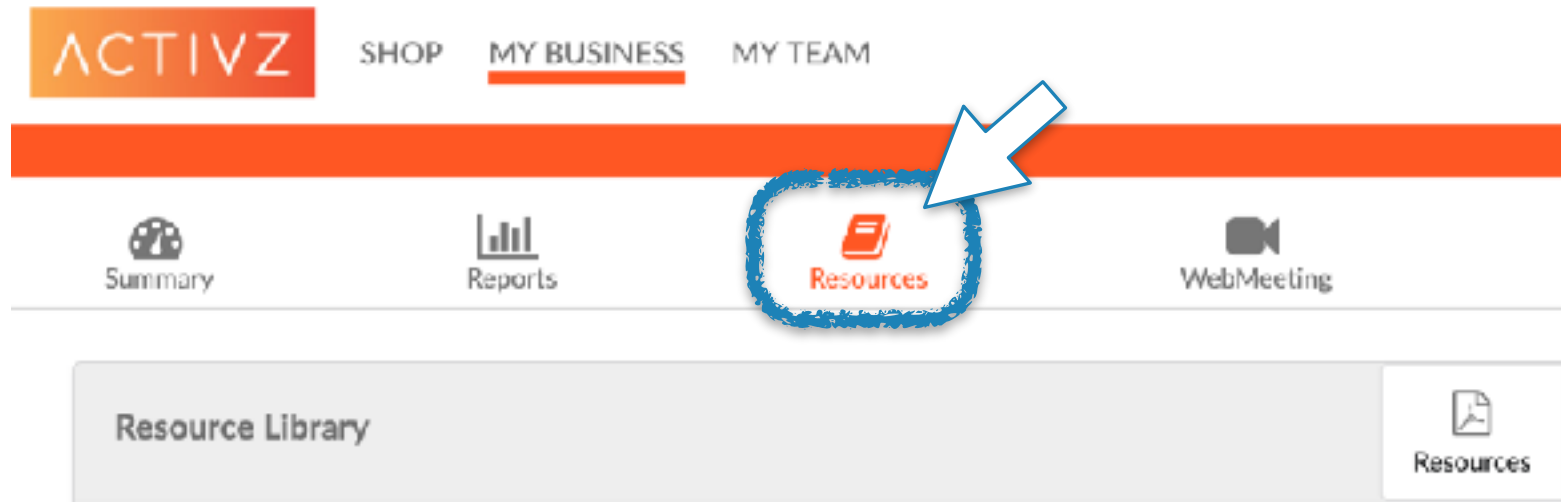 ACTIVZ SHOP MY BUSINESS MY TEAM
Summary Reports Resources WebMeeting
Resource Library
Resources